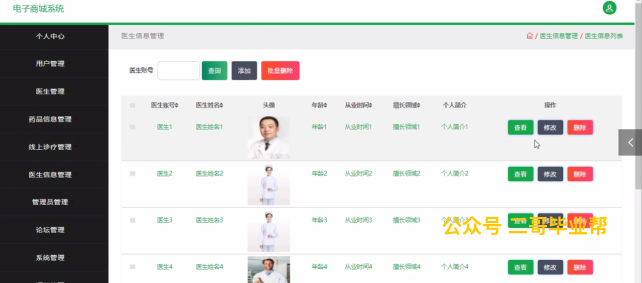 电子商城系统
个人中心
用户管理
医生管理
药品信息管理
线上诊疗管理
医生信息管理
管理员管理
论坛管理
系统管理
医生信息管理
/ 医生信息管理 / 医生信息列表
医生账号 查询 添加 批量删除
医生账号 医生姓名 头像 年龄 从业时间 擅长领域 个人简介 操作
医生1 医生姓名1 年龄1 从业时间1 擅长领域1 个人简介1 查看 修改 删除
医生2 医生姓名2 年龄2 从业时间2 擅长领域2 个人简介2 查看 修改 删除
医生3 医生姓名3 年龄3 从业时间3 擅长领域3 个人简介3 查看 修改 删除
公众号 二哥毕业帮
医生4 医生姓名4 年龄4 从业时间4 擅长领域4 个人简介4 查看 修改 删除